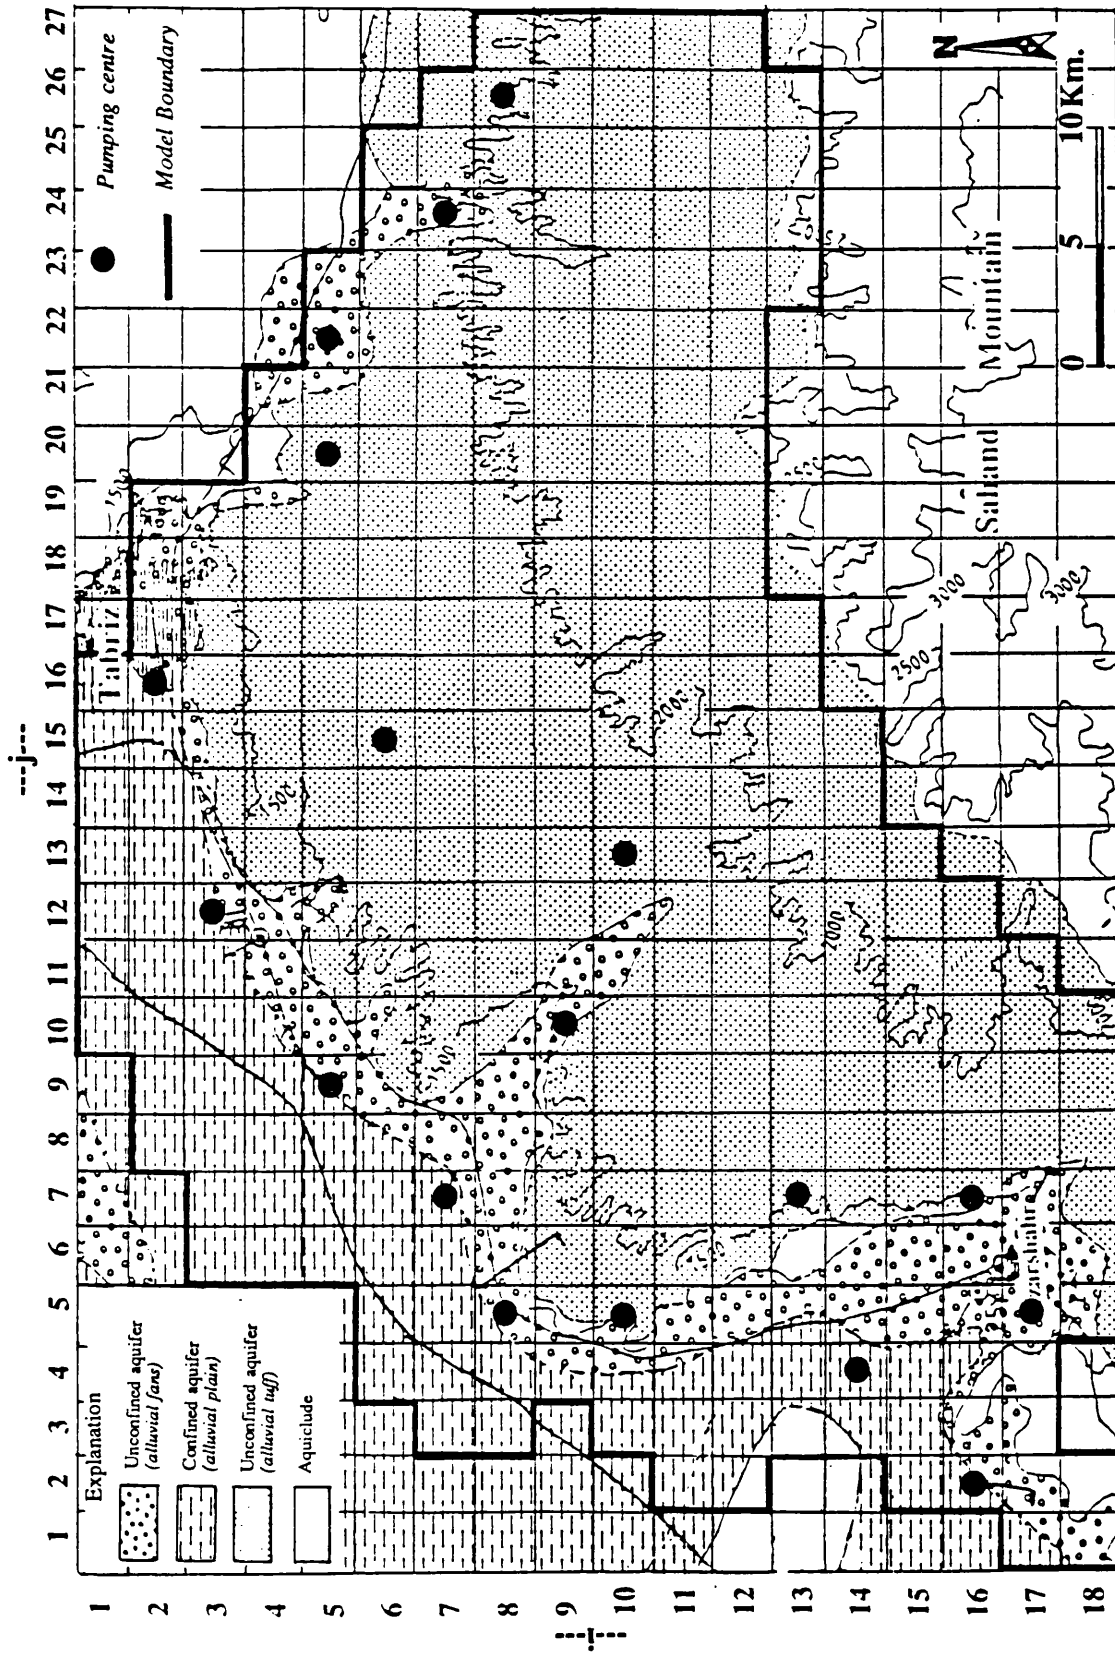 ---j---
1 2 3 4 5 6 7 8 9 10 11 12 13 14 15 16 17 18 19 20 21 22 23 24 25 26 27
---i---
1
2
3
4
5
6
7
8
9
10
11
12
13
14
15
16
17
18
Explanation
Unconfined aquifer
(alluvial fans)
Confined aquifer
(alluvial plain)
Unconfined aquifer
(alluvial tuff)
Aquiclude
Pumping centre
Model Boundary
Tabriz
1500
2000
2000
2500
3000
3000
Sahand Mountain
N
0 5 10 Km.